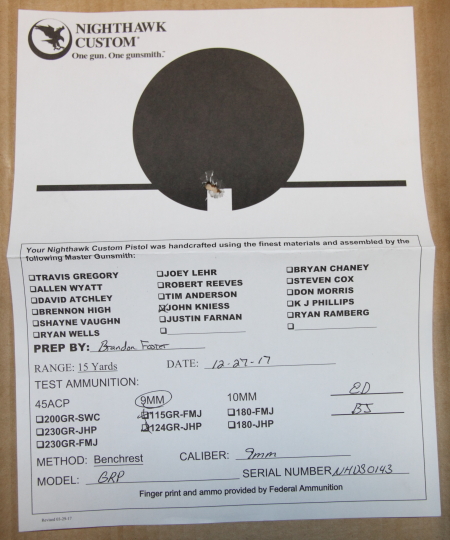 NIGHTHAWK
CUSTOM®
One gun. One gunsmith.™
Your Nighthawk Custom Pistol was handcrafted using the finest materials and assembled by the
following Master Gunsmith:
❑TRAVIS GREGORY ❑JOEY LEHR ❑BRYAN CHANEY
❑ALLEN WYATT ❑ROBERT REEVES ❑STEVEN COX
❑DAVID ATCHLEY ❑TIM ANDERSON ❑DON MORRIS
❑BRENNON HIGH ☒JOHN KNIESS ❑K J PHILLIPS
❑SHAYNE VAUGHN ❑JUSTIN FARNAN ❑RYAN RAMBERG
❑RYAN WELLS ❑ ❑
PREP BY: Brandon Foster
RANGE: 15 Yards DATE: 12-27-17
TEST AMMUNITION:
45ACP 9MM 10MM ED
❑200GR-SWC ☒115GR-FMJ ❑180-FMJ BJ
❑230GR-JHP ❑124GR-JHP ❑180-JHP
❑230GR-FMJ
METHOD: Benchrest CALIBER: 9mm
MODEL: GRP SERIAL NUMBER NHD80143
Finger print and ammo provided by Federal Ammunition